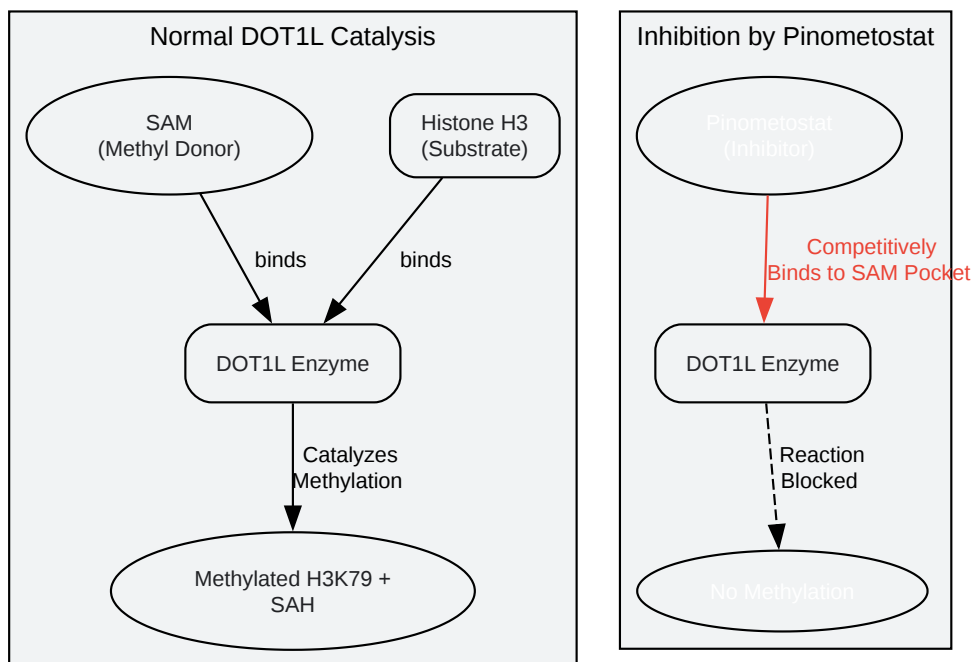 Normal DOT1L Catalysis
SAM
(Methyl Donor)
Histone H3
(Substrate)
binds
binds
DOT1L Enzyme
Catalyzes
Methylation
Methylated H3K79 +
SAH
Inhibition by Pinometostat
Pinometostat
(Inhibitor)
Competitively
Binds to SAM Pocket
DOT1L Enzyme
Reaction
Blocked
No Methylation